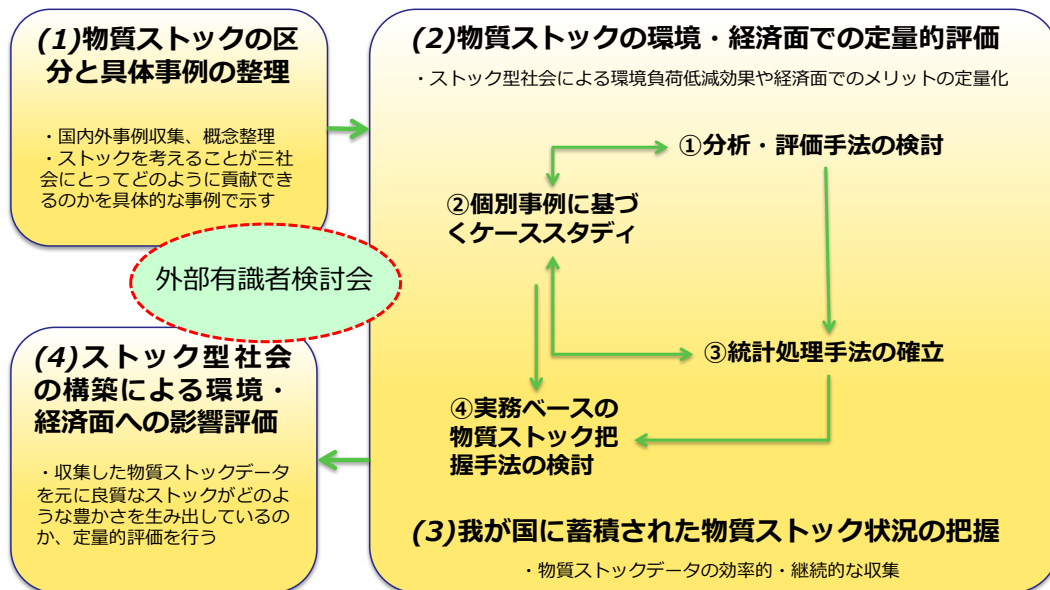 (1)物質ストックの区
分と具体事例の整理
・国内外事例収集、概念整理
・ストックを考えることが三社
会にとってどのように貢献でき
るのかを具体的な事例で示す
(2)物質ストックの環境・経済面での定量的評価
・ストック型社会による環境負荷低減効果や経済面でのメリットの定量化
①分析・評価手法の検討
②個別事例に基づ
くケーススタディ
③統計処理手法の確立
④実務ベースの
物質ストック把
握手法の検討
(3)我が国に蓄積された物質ストック状況の把握
・物質ストックデータの効率的・継続的な収集
外部有識者検討会
(4)ストック型社会
の構築による環境・
経済面への影響評価
・収集した物質ストックデータ
を元に良質なストックがどのよ
うな豊かさを生み出しているの
か、定量的評価を行う